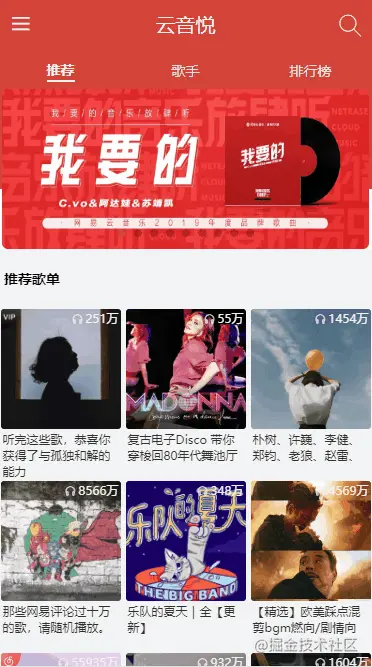 云音悦
推荐
歌手
排行榜
我|要|的|音|乐|放|肆|听
我要的
C.vo&阿达娃&苏靖凯
网易云音乐2019年度品牌歌曲
我要的
推荐歌单
VIP
251万
55万
1454万
MADONNA
听完这些歌，恭喜你
获得了与孤独和解的
能力
复古电子Disco 带你
穿梭回80年代舞池厅
朴树、许巍、李健、
郑钧、老狼、赵雷、
8566万
348万
4569万
乐队的夏天
THE BIG BAND
那些网易评论过十万
的歌，请随机播放。
乐队的夏天｜全【更
新】
【精选】欧美踩点混
剪bgm燃向/剧情向
@掘金技术社区
55935万
932万
1604万